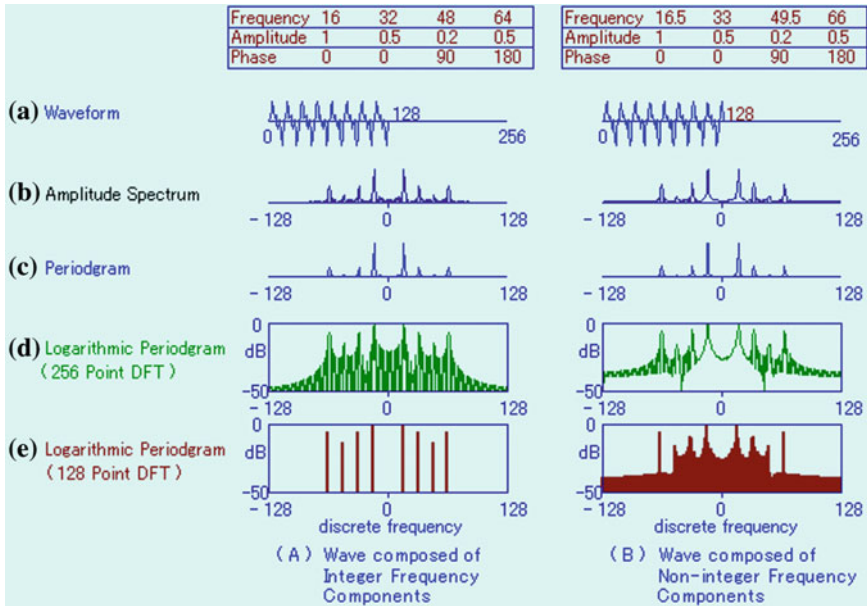 Frequency 16 32 48 64
Amplitude 1 0.5 0.2 0.5
Phase 0 0 90 180
Frequency 16.5 33 49.5 66
Amplitude 1 0.5 0.2 0.5
Phase 0 0 90 180
(a) Waveform
0 128 256
0 128 256
(b) Amplitude Spectrum
-128 0 128
-128 0 128
(c) Periodgram
-128 0 128
-128 0 128
(d) Logarithmic Periodgram
(256 Point DFT)
0
dB
-50
-128 0 128
0
dB
-50
-128 0 128
(e) Logarithmic Periodgram
(128 Point DFT)
0
dB
-50
-128 0 128
discrete frequency
0
dB
-50
-128 0 128
discrete frequency
(A) Wave composed of
Integer Frequency
Components
(B) Wave composed of
Non-integer Frequency
Components